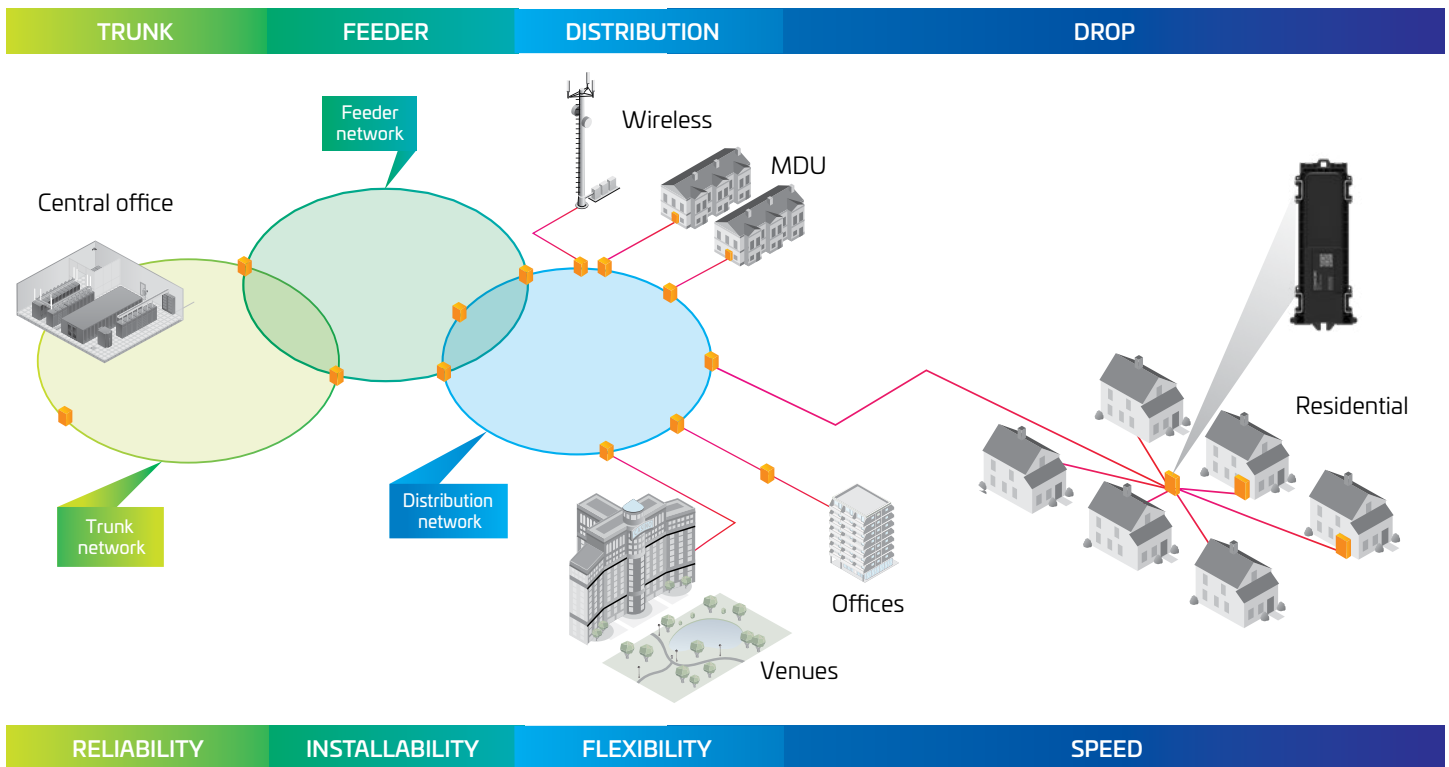 TRUNK
FEEDER
DISTRIBUTION
DROP
Feeder
network
Wireless
MDU
Central office
Residential
Distribution
network
Trunk
network
Offices
Venues
RELIABILITY
INSTALLABILITY
FLEXIBILITY
SPEED